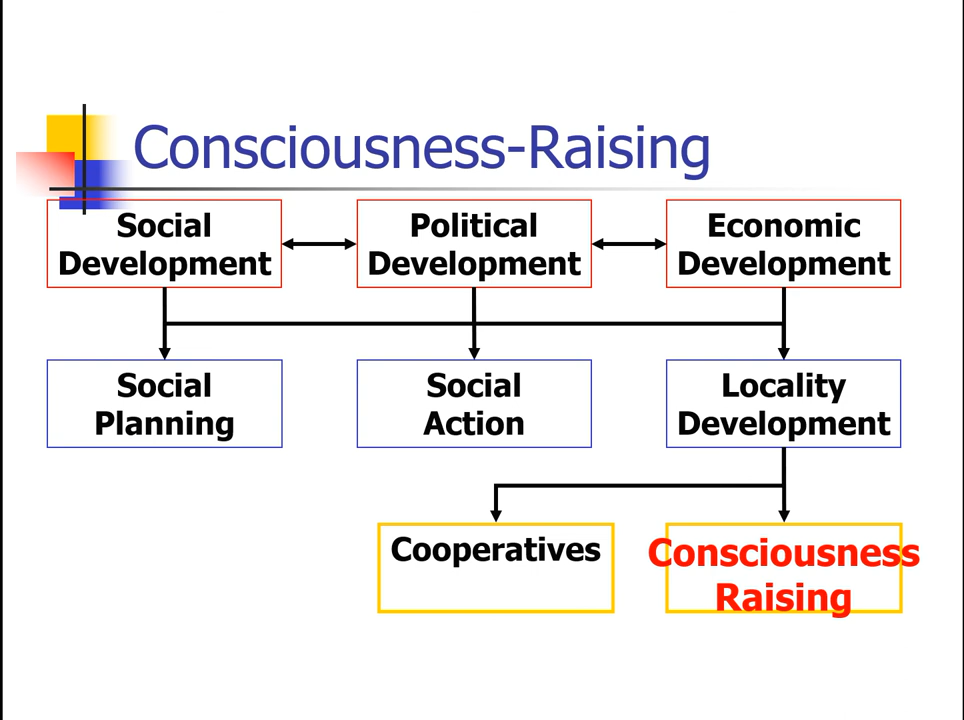 Consciousness-Raising
Social
Development
Political
Development
Economic
Development
Social
Planning
Social
Action
Locality
Development
Cooperatives
Consciousness
Raising